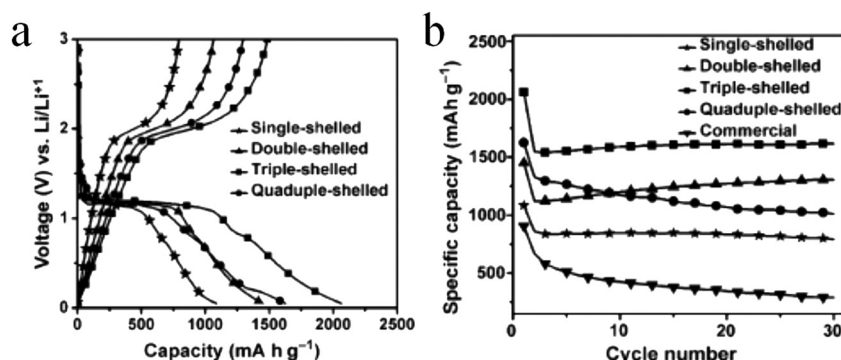 a
3
2
1
0
Voltage (V) vs. Li/Li+1
Single-shelled
Double-shelled
Triple-shelled
Quaduple-shelled
0 500 1000 1500 2000 2500
Capacity (mA h g−1)
b
2500
2000
1500
1000
500
Specific capacity (mAh g−1)
Single-shelled
Double-shelled
Triple-shelled
Quaduple-shelled
Commercial
0 10 20 30
Cycle number